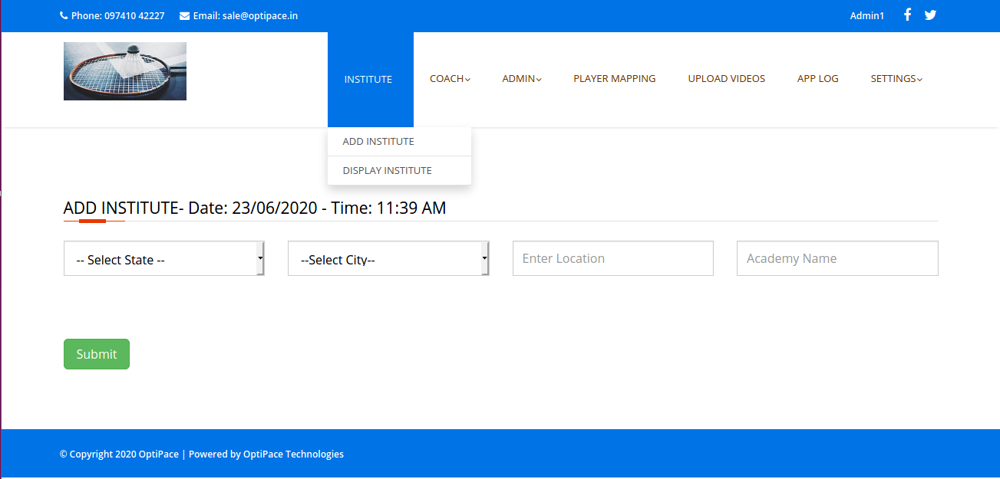 Phone: 097410 42227 Email: sale@optipace.in Admin1
INSTITUTE COACH ADMIN PLAYER MAPPING UPLOAD VIDEOS APP LOG SETTINGS
ADD INSTITUTE
DISPLAY INSTITUTE
ADD INSTITUTE- Date: 23/06/2020 - Time: 11:39 AM
-- Select State -- --Select City-- Enter Location Academy Name
Submit
© Copyright 2020 OptiPace | Powered by OptiPace Technologies